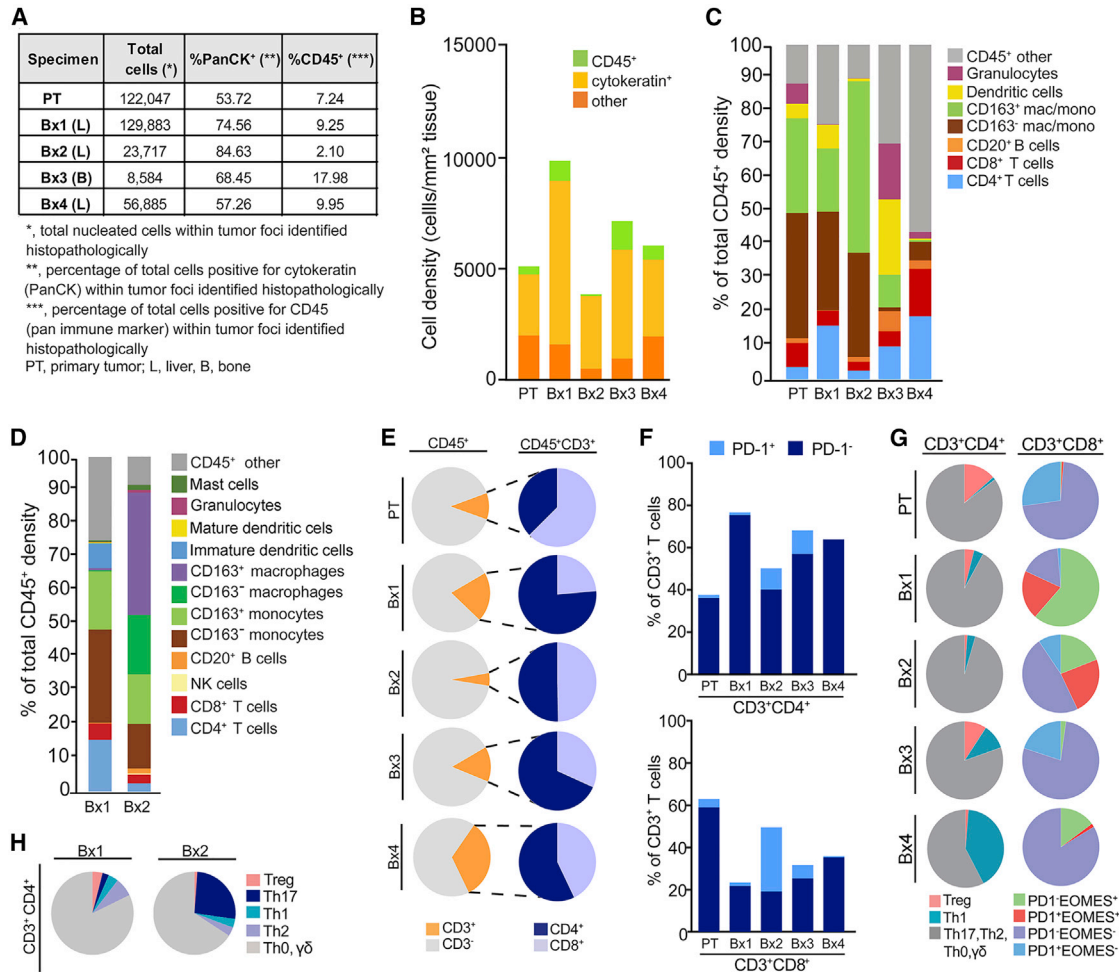 A
Specimen Total cells (*) %PanCK⁺ (**) %CD45⁺ (***)
PT 122,047 53.72 7.24
Bx1 (L) 129,883 74.56 9.25
Bx2 (L) 23,717 84.63 2.10
Bx3 (B) 8,584 68.45 17.98
Bx4 (L) 56,885 57.26 9.95
*, total nucleated cells within tumor foci identified
histopathologically
**, percentage of total cells positive for cytokeratin
(PanCK) within tumor foci identified histopathologically
***, percentage of total cells positive for CD45
(pan immune marker) within tumor foci identified
histopathologically
PT, primary tumor; L, liver, B, bone
B
Cell density (cellls/mm² tissue)
15000
10000
5000
0
CD45⁺
cytokeratin⁺
other
PT Bx1 Bx2 Bx3 Bx4
C
% of total CD45⁺ density
100
90
80
70
60
50
40
30
20
10
0
PT Bx1 Bx2 Bx3 Bx4
CD45⁺ other
Granulocytes
Dendritic cells
CD163⁺ mac/mono
CD163⁻ mac/mono
CD20⁺ B cells
CD8⁺ T cells
CD4⁺T cells
D
% of total CD45⁺ density
100
90
80
70
60
50
40
30
20
10
0
Bx1 Bx2
CD45⁺ other
Mast cells
Granulocytes
Mature dendritic cels
Immature dendritic cells
CD163⁺ macrophages
CD163⁻ macrophages
CD163⁺ monocytes
CD163⁻ monocytes
CD20⁺ B cells
NK cells
CD8⁺ T cells
CD4⁺ T cells
E
CD45⁺ CD45⁺CD3⁺
PT
Bx1
Bx2
Bx3
Bx4
CD3⁺ CD4⁺
CD3⁻ CD8⁺
F
PD-1⁺ PD-1⁻
% of CD3⁺ T cells
100
80
60
40
20
0
PT Bx1 Bx2 Bx3 Bx4
CD3⁺CD4⁺
% of CD3⁺ T cells
100
80
60
40
20
0
PT Bx1 Bx2 Bx3 Bx4
CD3⁺CD8⁺
G
CD3⁺CD4⁺ CD3⁺CD8⁺
PT
Bx1
Bx2
Bx3
Bx4
Treg PD1⁻EOMES⁺
Th1 PD1⁺EOMES⁺
Th17,Th2, PD1⁻EOMES⁻
Th0,γδ PD1⁺EOMES⁻
H
Bx1 Bx2
CD3⁺ CD4⁺
Treg
Th17
Th1
Th2
Th0, γδ